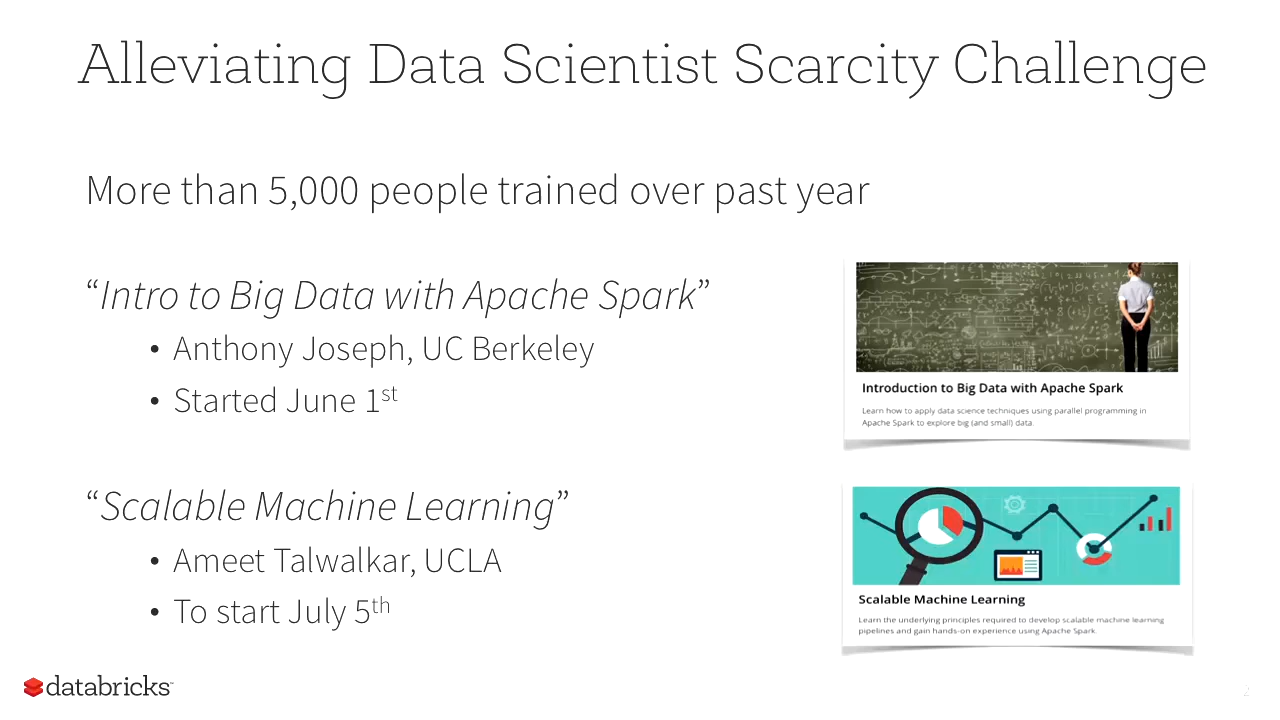 Alleviating Data Scientist Scarcity Challenge
More than 5,000 people trained over past year
“Intro to Big Data with Apache Spark”
• Anthony Joseph, UC Berkeley
• Started June 1st
Introduction to Big Data with Apache Spark
Learn how to apply data science techniques using parallel programming in
Apache Spark to explore big (and small) data.
“Scalable Machine Learning”
• Ameet Talwalkar, UCLA
• To start July 5th
Scalable Machine Learning
Learn the underlying principles required to develop scalable machine learning
pipelines and gain hands-on experience using Apache Spark.
databricks™
2